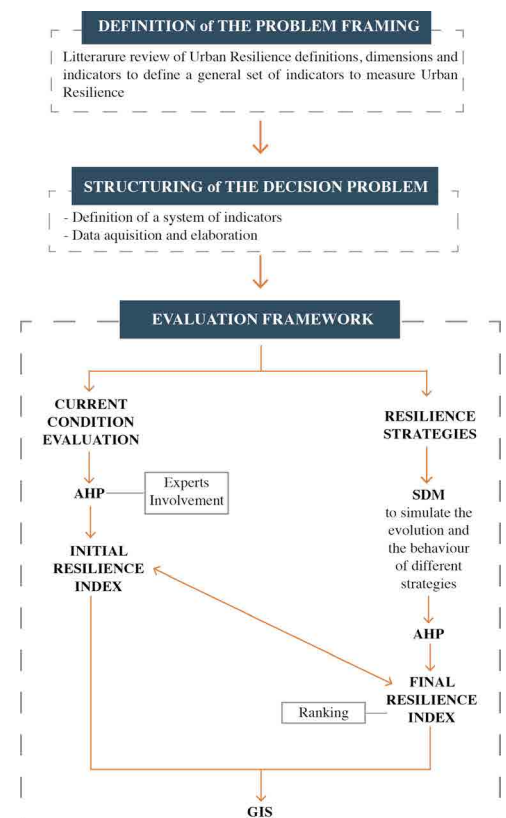 DEFINITION of THE PROBLEM FRAMING
Litterarure review of Urban Resilience definitions, dimensions and
indicators to define a general set of indicators to measure Urban
Resilience
STRUCTURING of THE DECISION PROBLEM
- Definition of a system of indicators
- Data aquisition and elaboration
EVALUATION FRAMEWORK
CURRENT
CONDITION
EVALUATION
AHP
Experts
Involvement
INITIAL
RESILIENCE
INDEX
RESILIENCE
STRATEGIES
SDM
to simulate the
evolution and
the behaviour
of different
strategies
AHP
FINAL
RESILIENCE
INDEX
Ranking
GIS